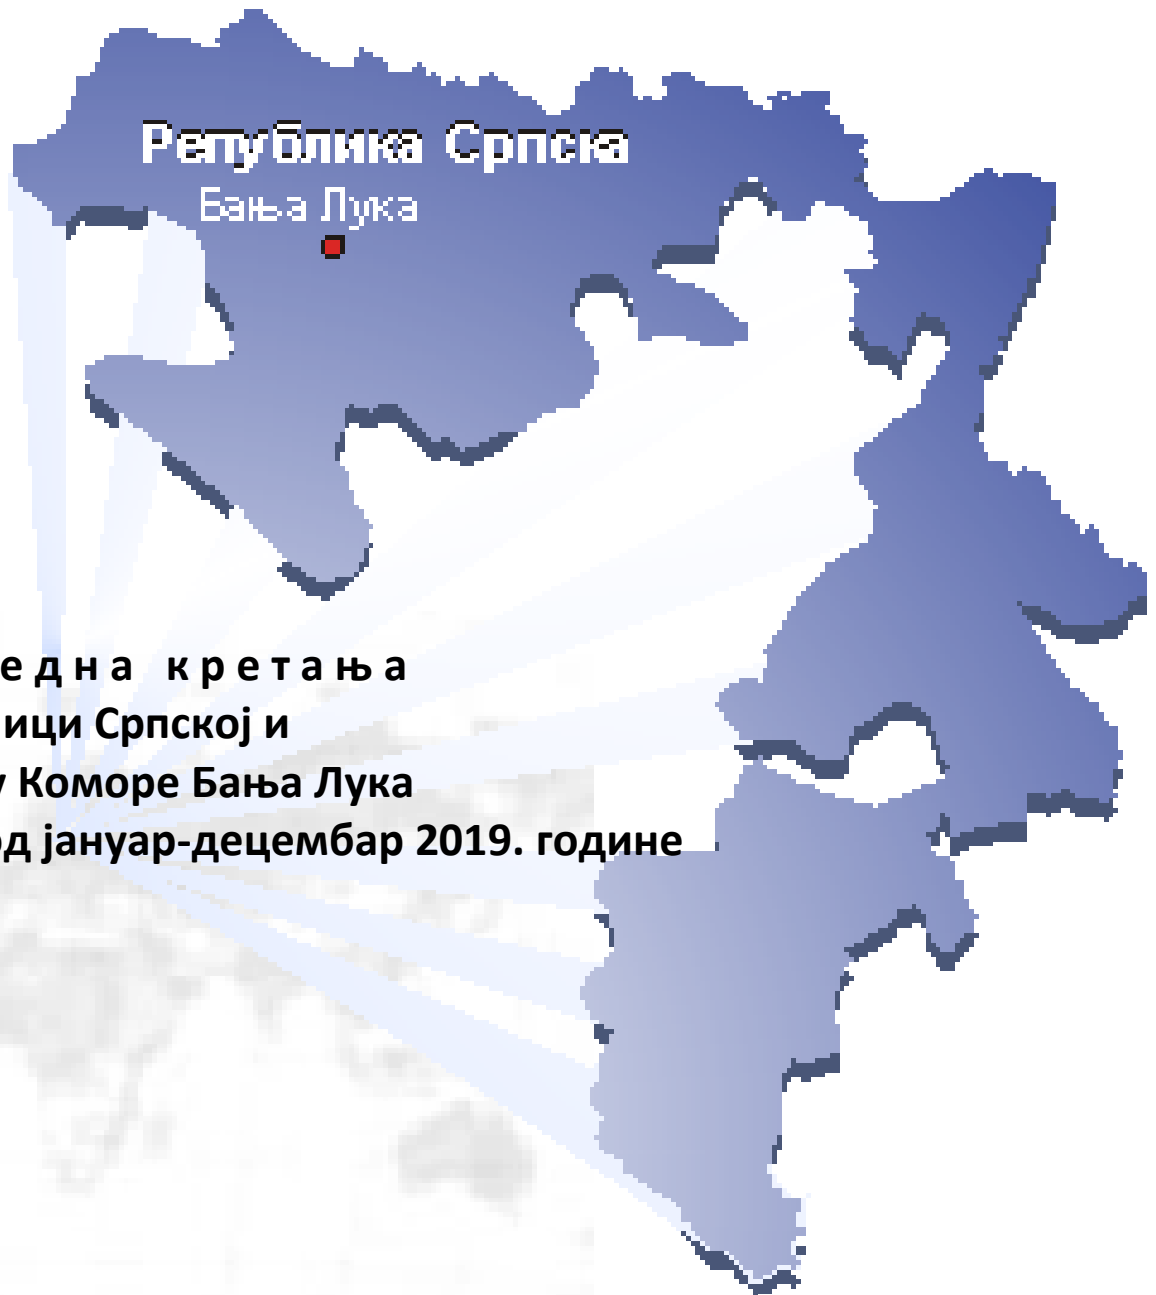 Република Српска
Бања Лука
е д н а к р е т а њ а
ици Српској и
у Коморе Бања Лука
од јануар-децембар 2019. године